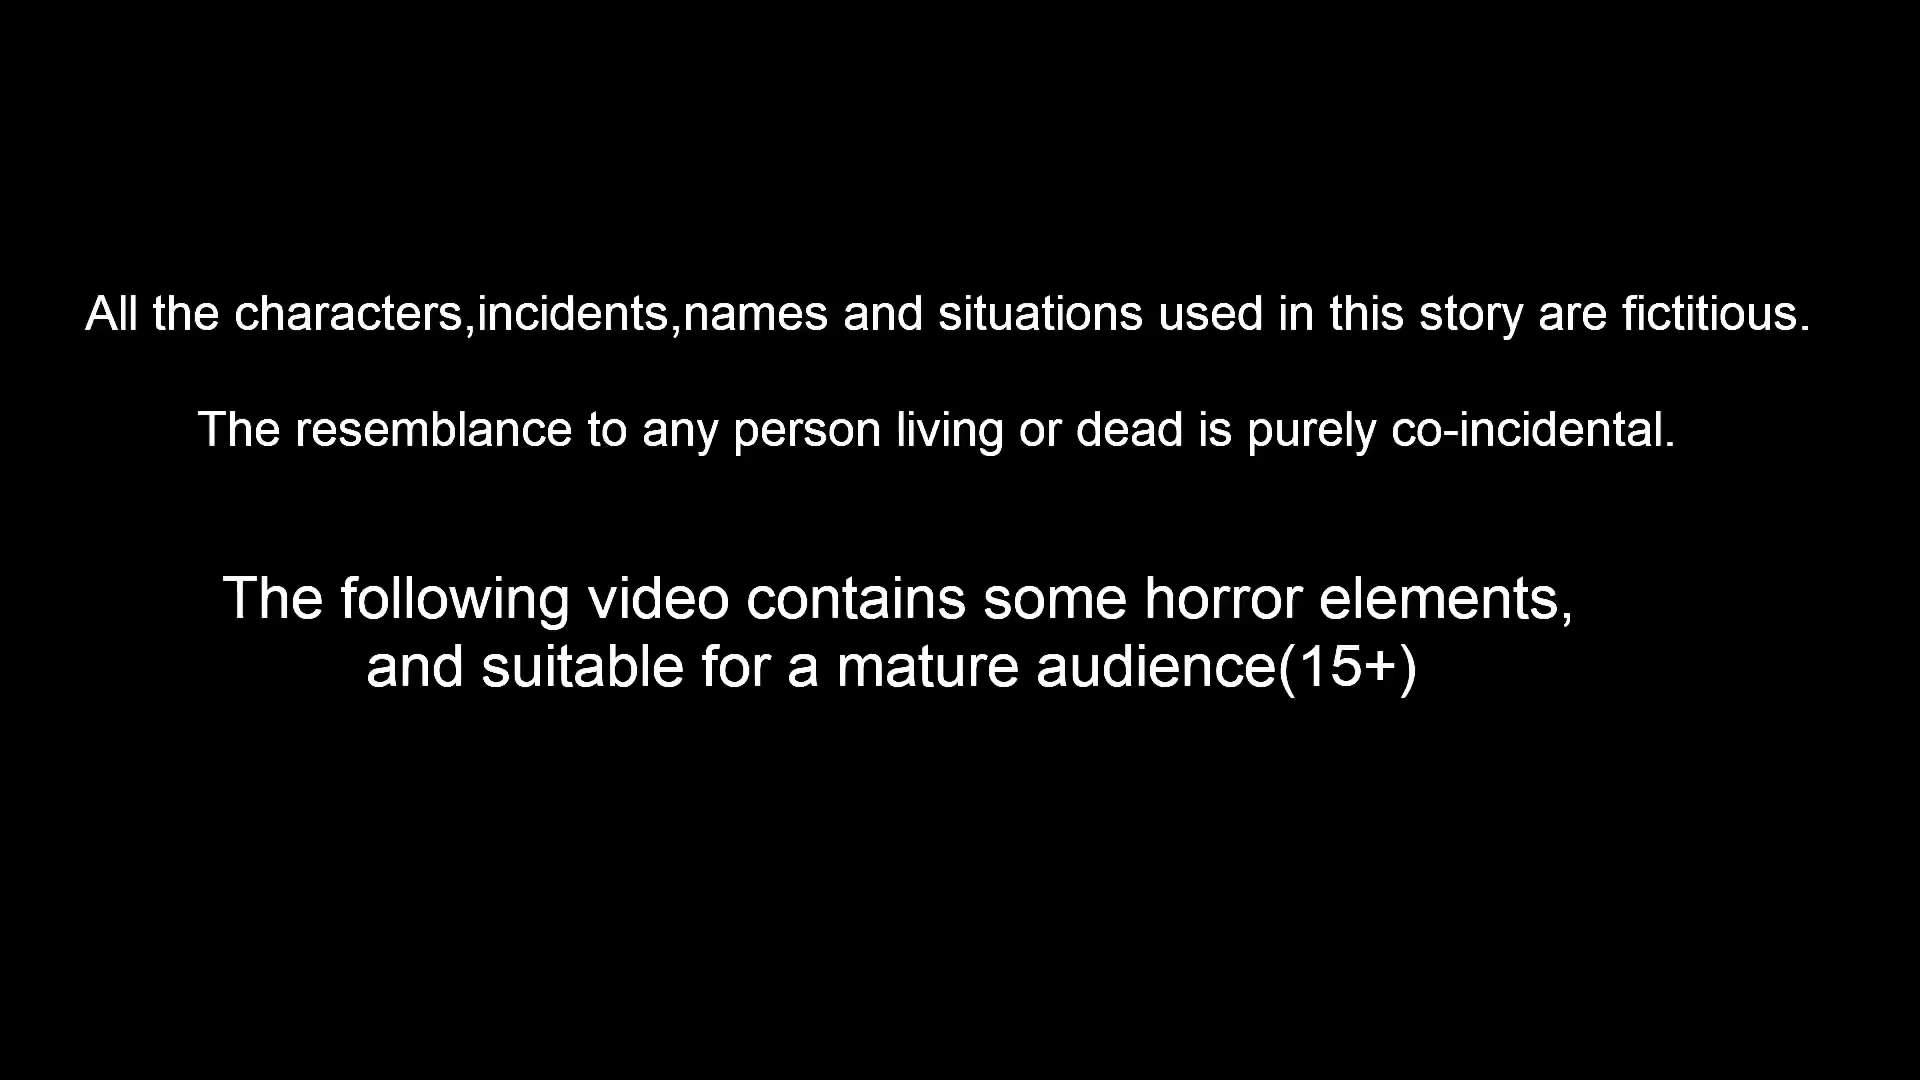 All the characters,incidents,names and situations used in this story are fictitious.
The resemblance to any person living or dead is purely co-incidental.
The following video contains some horror elements,
and suitable for a mature audience(15+)